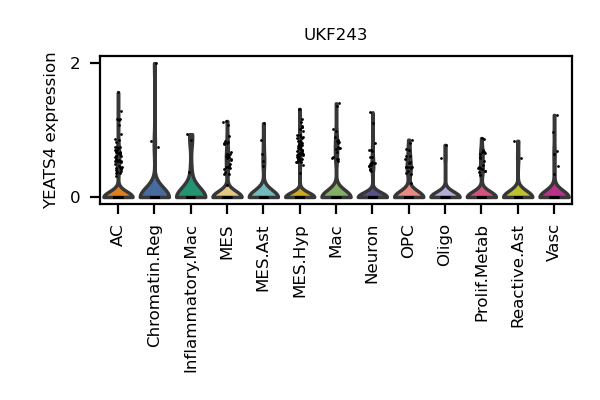 UKF243
YEATS4 expression
2
0
AC
Chromatin.Reg
Inflammatory.Mac
MES
MES.Ast
MES.Hyp
Mac
Neuron
OPC
Oligo
Prolif.Metab
Reactive.Ast
Vasc